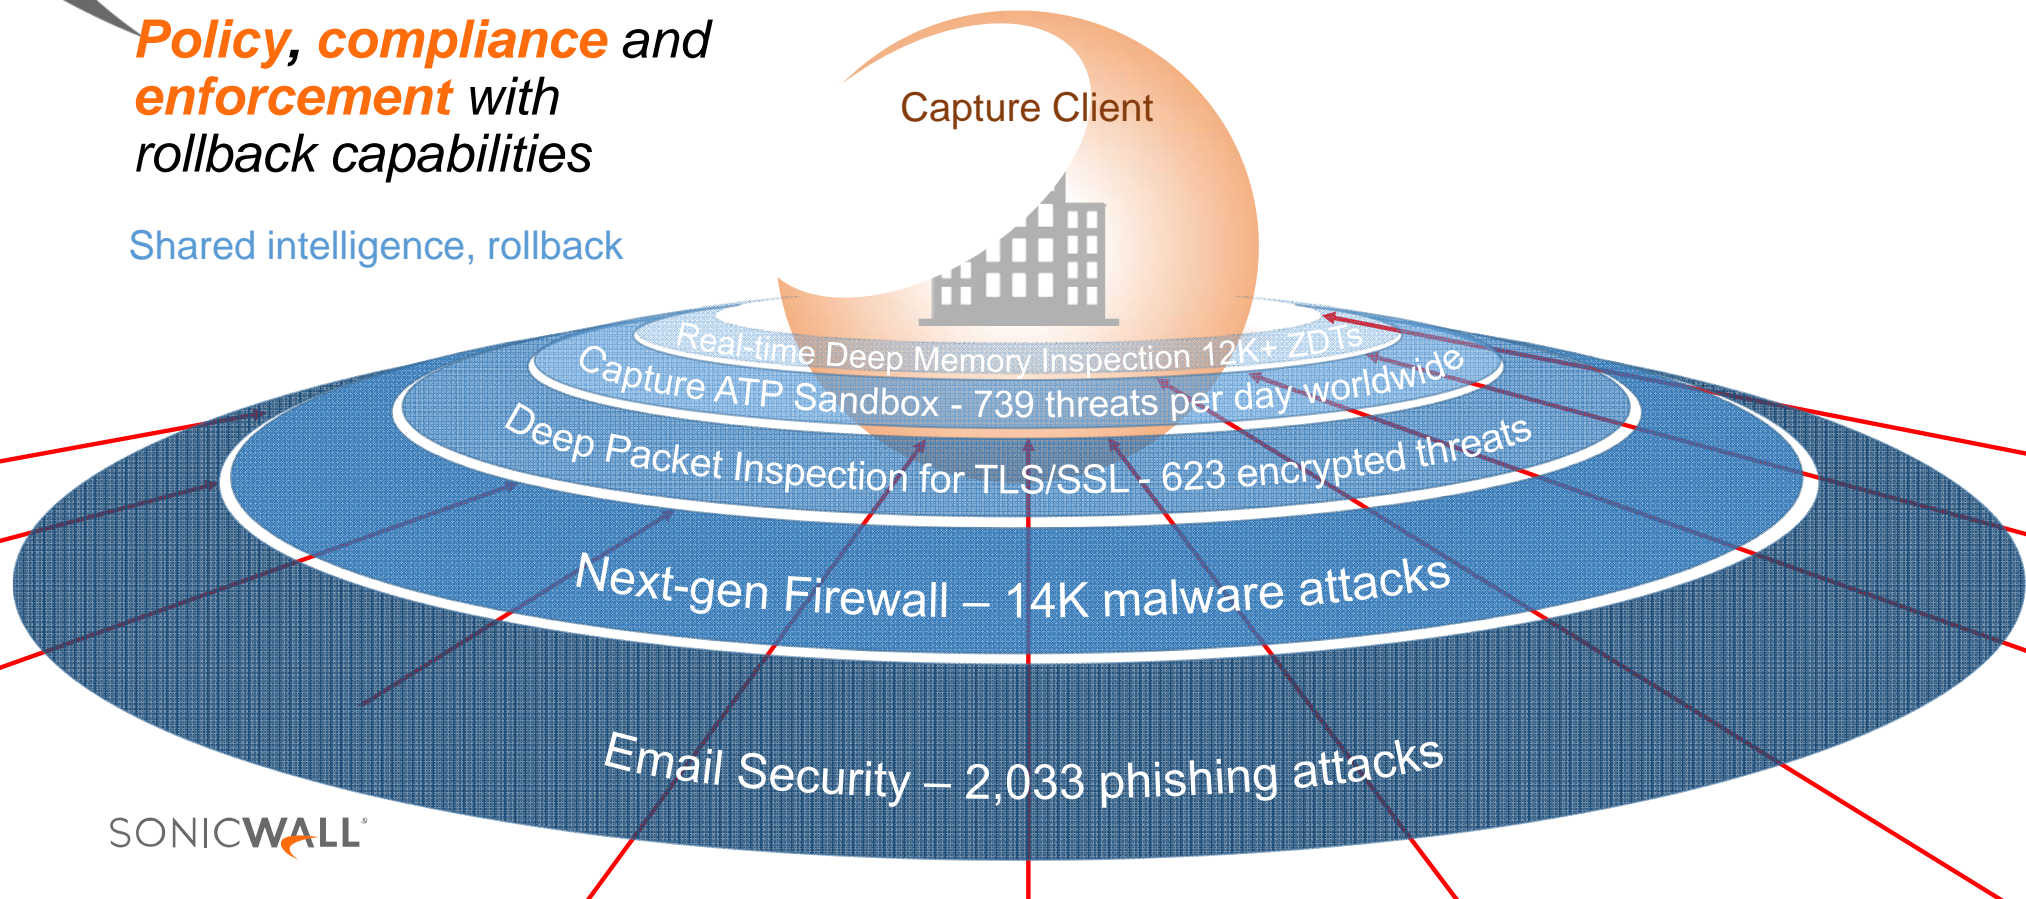 Policy, compliance and
enforcement with
rollback capabilities
Shared intelligence, rollback
Capture Client
Real-time Deep Memory Inspection 12K+ ZDTs
Capture ATP Sandbox - 739 threats per day worldwide
Deep Packet Inspection for TLS/SSL - 623 encrypted threats
Next-gen Firewall – 14K malware attacks
Email Security – 2,033 phishing attacks
SONICWALL®